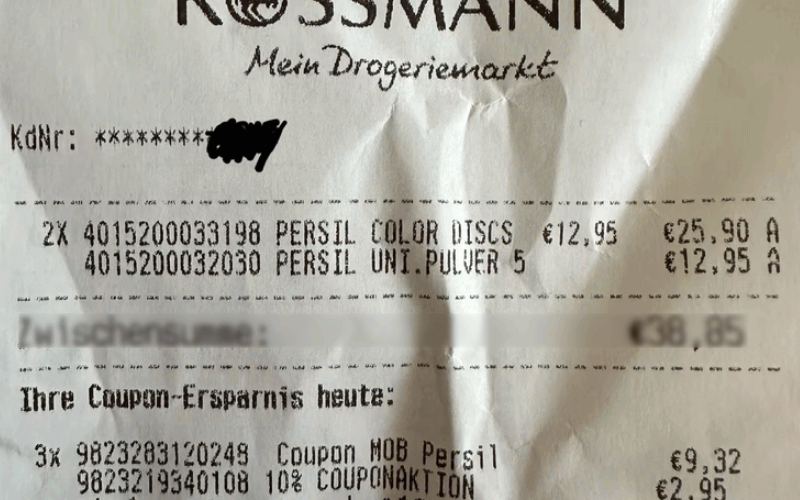 ROSSMANN
Mein Drogeriemarkt
KdNr: ********
2X 4015200033198 PERSIL COLOR DISCS €12,95 €25,90 A
4015200032030 PERSIL UNI.PULVER 5 €12,95 A
Zwischensumme: €38,85
Ihre Coupon-Ersparnis heute:
3x 9823283120248 Coupon MOB Persil €9,32
9823219340108 10% COUPONAKTION €2,95